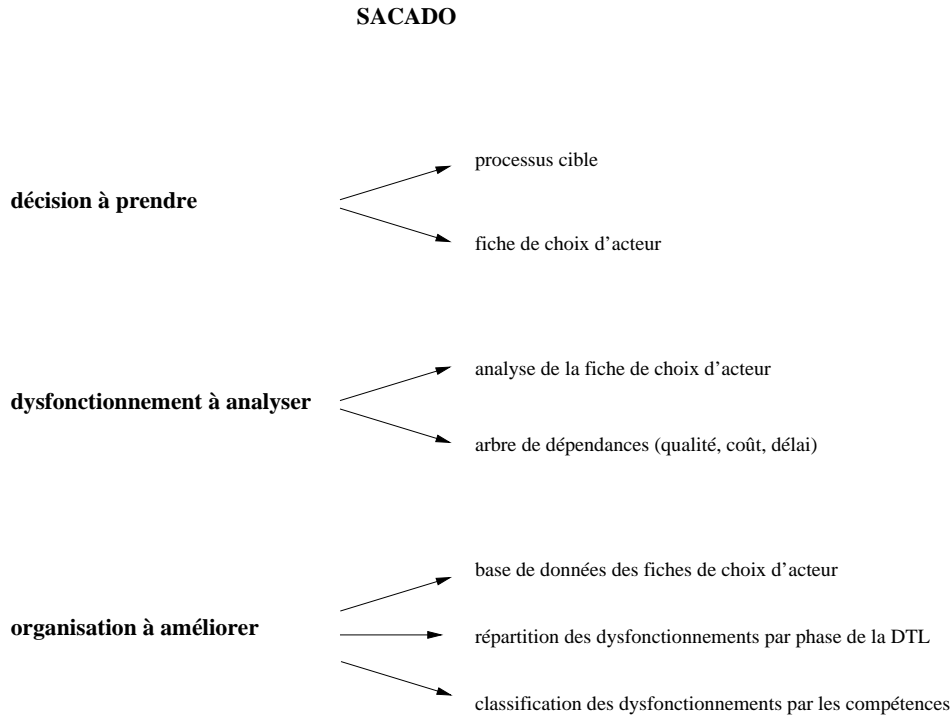 SACADO
processus cible
décision à prendre
fiche de choix d'acteur
analyse de la fiche de choix d'acteur
dysfonctionnement à analyser
arbre de dépendances (qualité, coût, délai)
base de données des fiches de choix d'acteur
organisation à améliorer
répartition des dysfonctionnements par phase de la DTL
classification des dysfonctionnements par les compétences